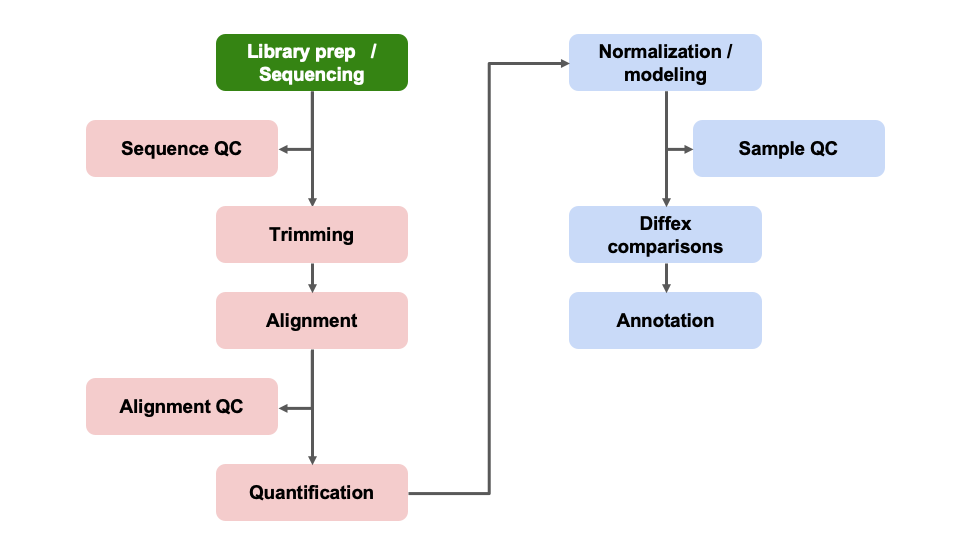 Library prep /
Sequencing
Sequence QC
Trimming
Alignment
Alignment QC
Quantification
Normalization /
modeling
Sample QC
Diffex
comparisons
Annotation